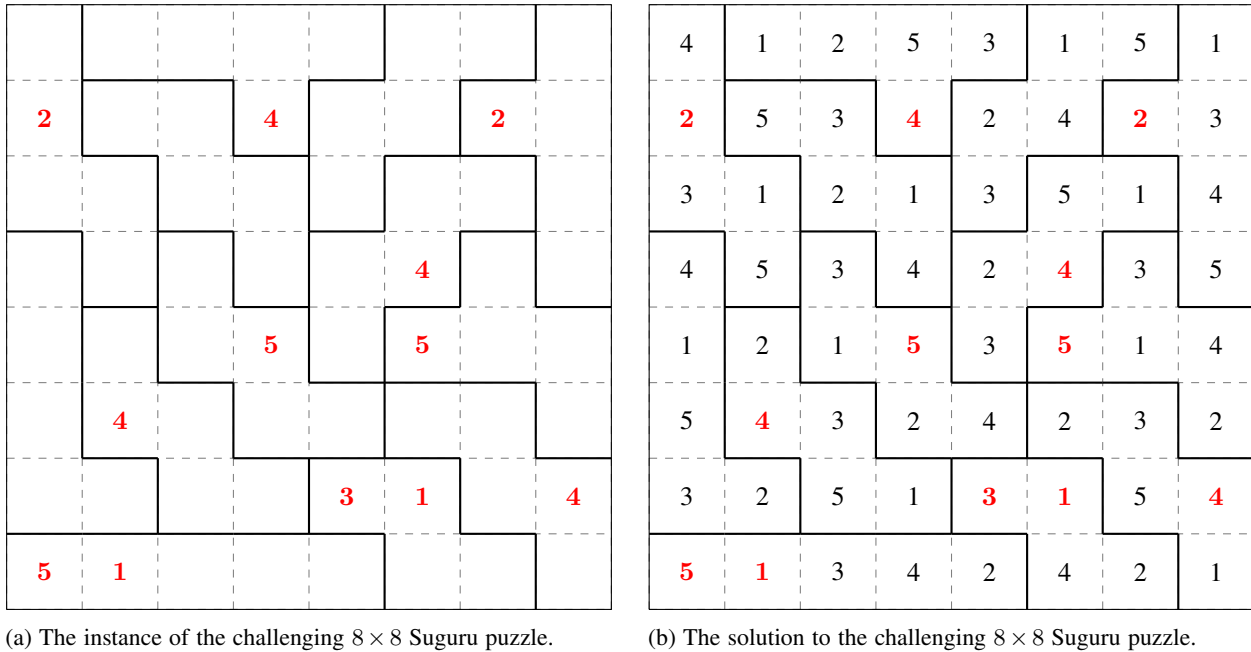 4 1 2 5 3 1 5 1
2 4 2 2 5 3 4 2 4 2 3
3 1 2 1 3 5 1 4
4 4 5 3 4 2 4 3 5
5 5 1 2 1 5 3 5 1 4
4 5 4 3 2 4 2 3 2
3 1 4 3 2 5 1 3 1 5 4
5 1 5 1 3 4 2 4 2 1
(a) The instance of the challenging 8 × 8 Suguru puzzle.
(b) The solution to the challenging 8 × 8 Suguru puzzle.